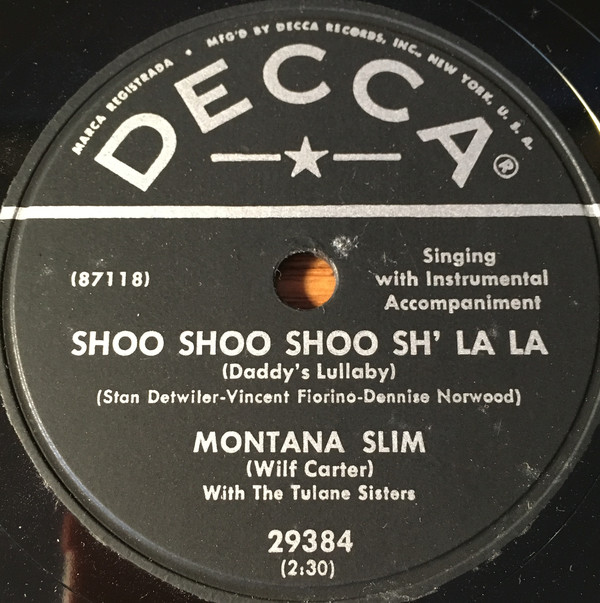 MARCA REGISTRADA • MFG'D BY DECCA RECORDS, INC., NEW YORK, U. S. A.
DECCA®
(87118)
Singing
with Instrumental
Accompaniment
SHOO SHOO SHOO SH' LA LA
(Daddy's Lullaby)
(Stan Detwiler-Vincent Fiorino-Dennise Norwood)
MONTANA SLIM
(Wilf Carter)
With The Tulane Sisters
29384
(2:30)